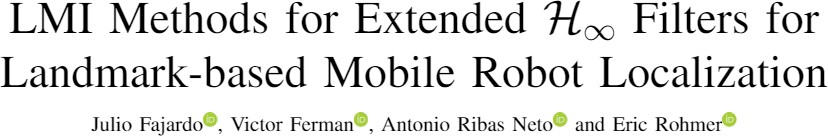 LMI Methods for Extended ℋ∞ Filters for
Landmark-based Mobile Robot Localization
Julio Fajardo, Victor Ferman, Antonio Ribas Neto and Eric Rohmer